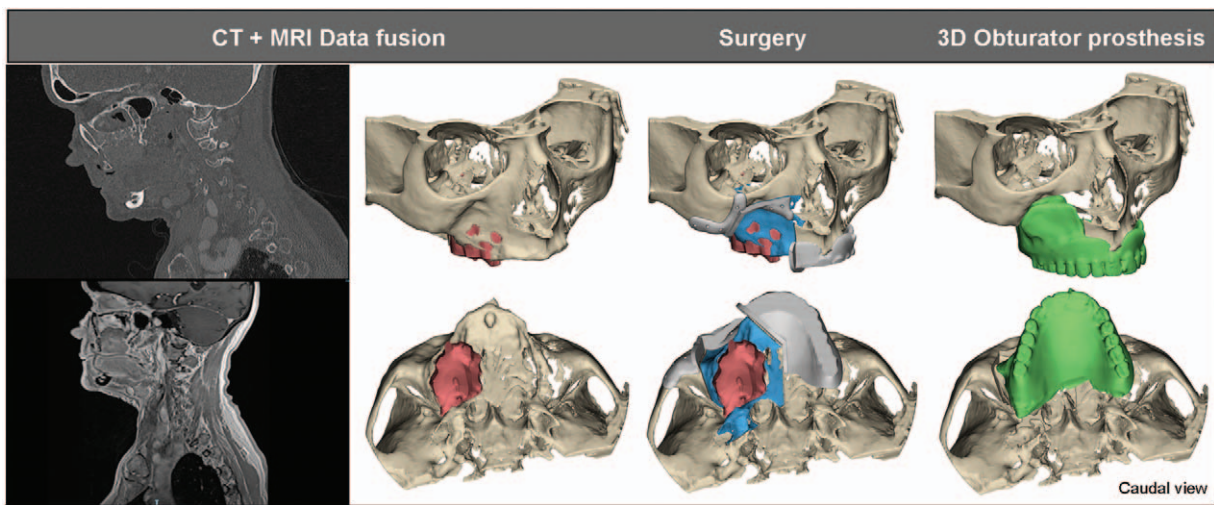 CT + MRI Data fusion
Surgery
3D Obturator prosthesis
Caudal view